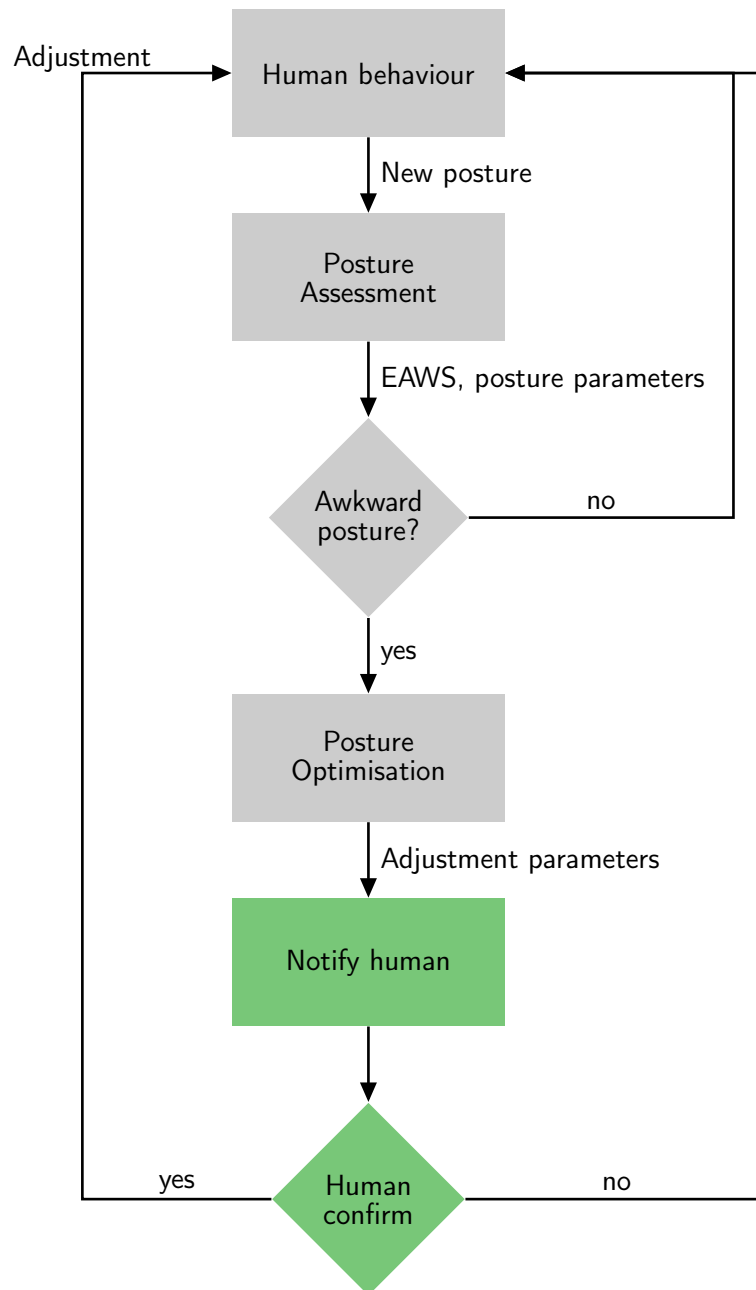 Adjustment
Human behaviour
New posture
Posture
Assessment
EAWS, posture parameters
Awkward
posture?
no
yes
Posture
Optimisation
Adjustment parameters
Notify human
yes
Human
confirm
no